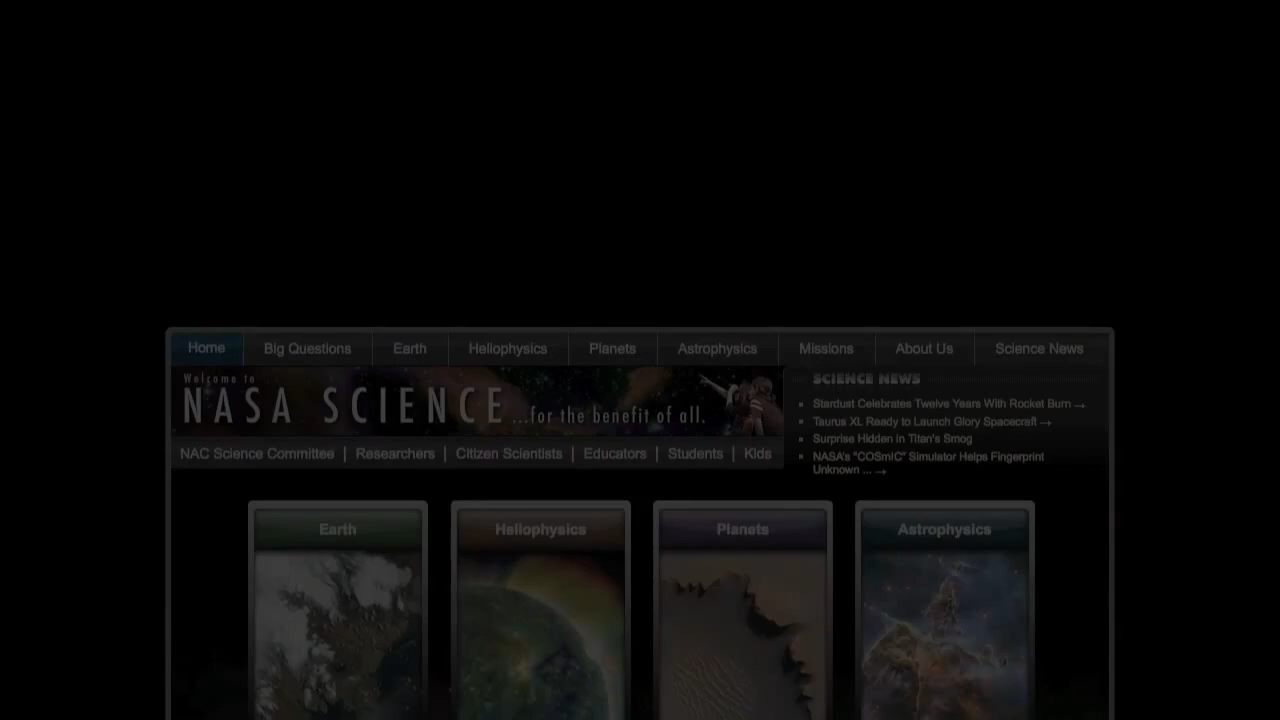 Home Big Questions Earth Heliophysics Planets Astrophysics Missions About Us Science News
Welcome to
NASA SCIENCE ...for the benefit of all.
NAC Science Committee | Researchers | Citizen Scientists | Educators | Students | Kids
SCIENCE NEWS
Stardust Celebrates Twelve Years With Rocket Burn →
Taurus XL Ready to Launch Glory Spacecraft →
Surprise Hidden in Titan's Smog
NASA's "COSmIC" Simulator Helps Fingerprint
Unknown ... →
Earth Heliophysics Planets Astrophysics